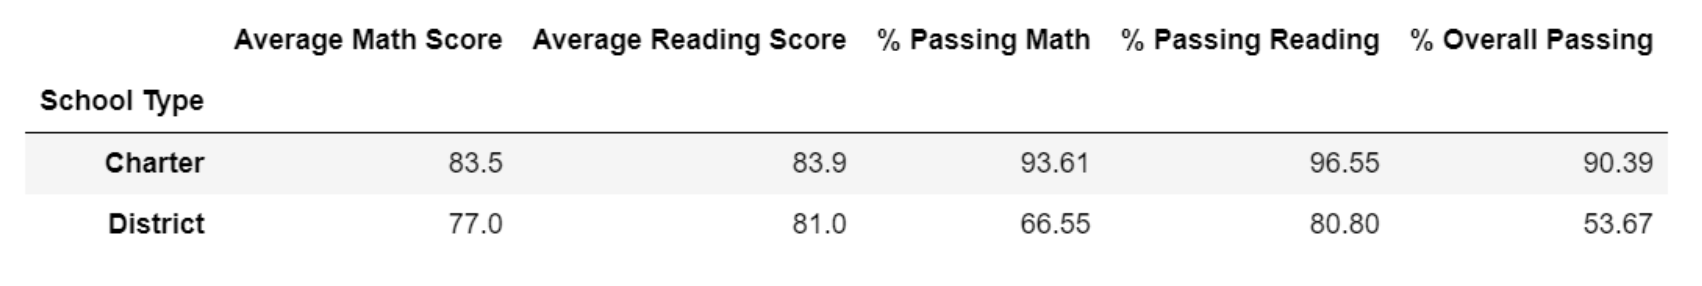 Average Math Score Average Reading Score % Passing Math % Passing Reading % Overall Passing
School Type
Charter 83.5 83.9 93.61 96.55 90.39
District 77.0 81.0 66.55 80.80 53.67